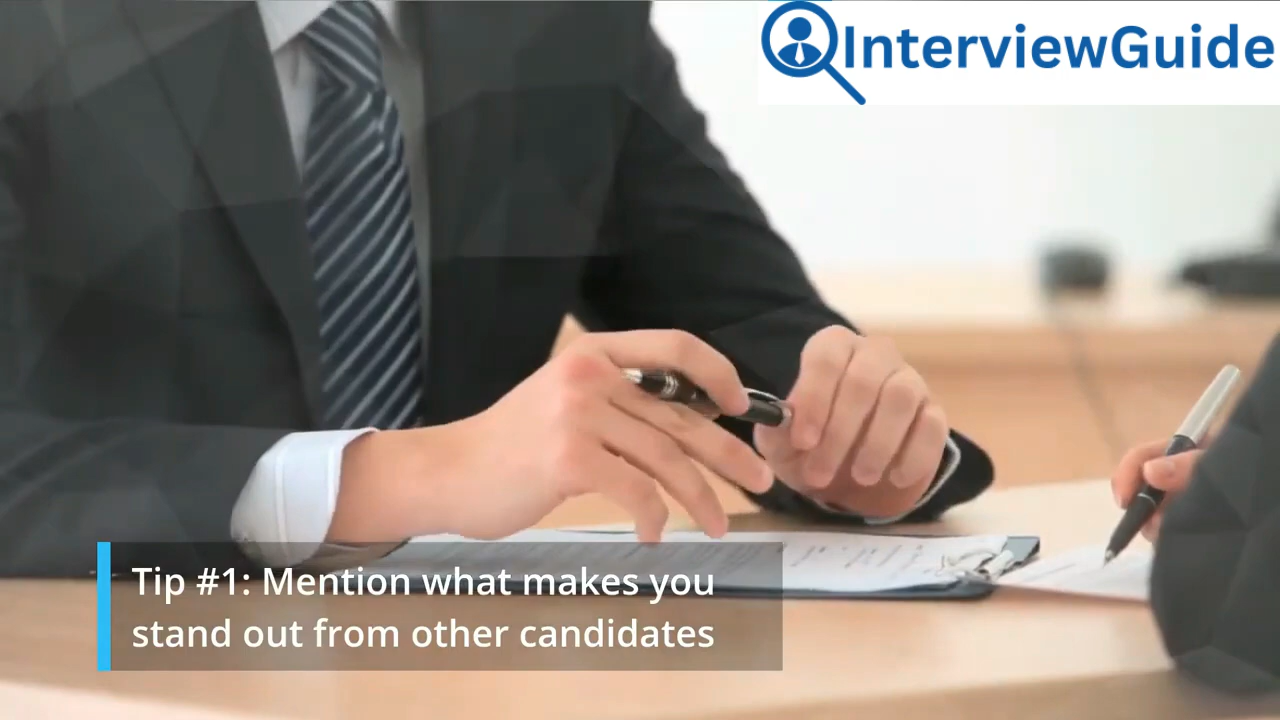 InterviewGuide
Tip #1: Mention what makes you
stand out from other candidates